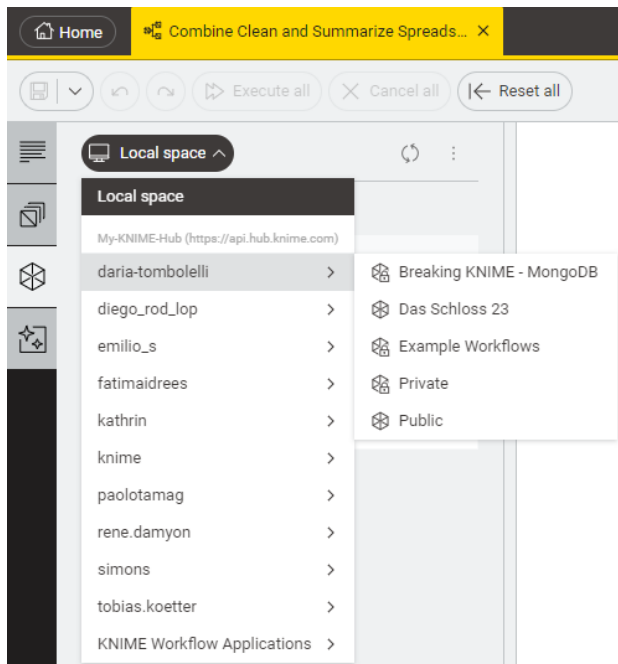 Home
Combine Clean and Summarize Spreads...
Execute all
Cancel all
Reset all
Local space
Local space
My-KNIME-Hub (https://api.hub.knime.com)
daria-tombolelli
Breaking KNIME - MongoDB
diego_rod_lop
Das Schloss 23
emilio_s
Example Workflows
fatimaidrees
Private
kathrin
Public
knime
paolotamag
rene.damyon
simons
tobias.koetter
KNIME Workflow Applications